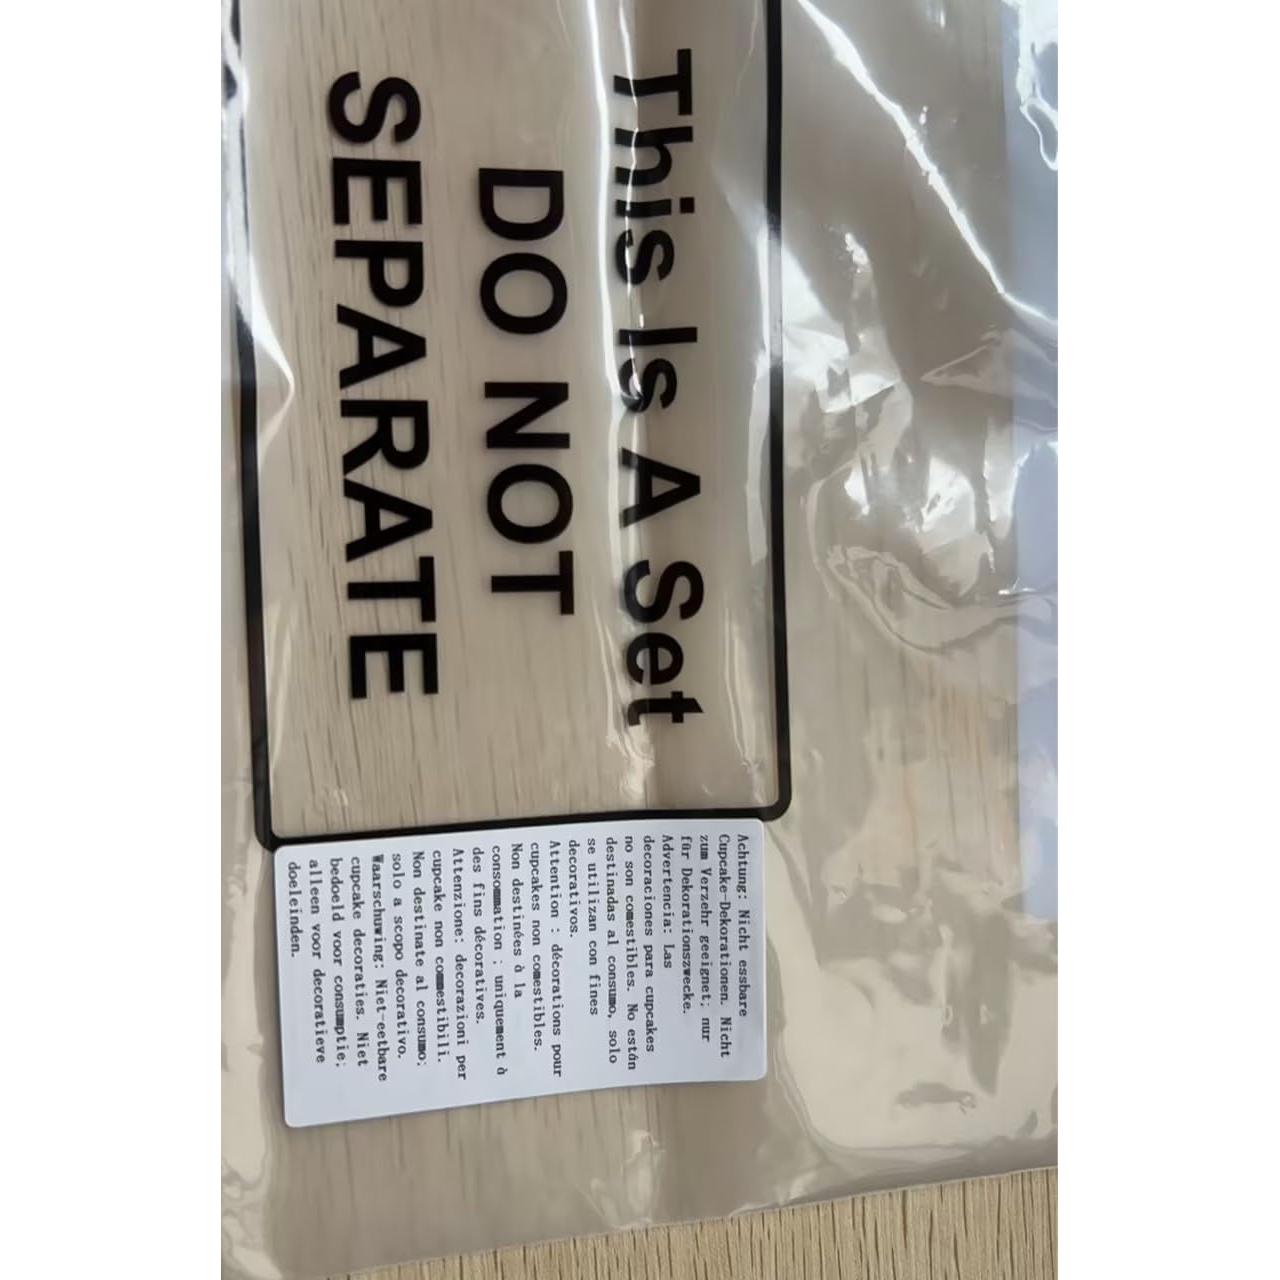 This Is A Set
DO NOT
SEPARATE
Achtung: Nicht essbare
Cupcake-Dekorationen. Nicht
zum Verzehr geeignet; nur
für Dekorationszwecke.
Advertencia: Las
decoraciones para cupcakes
no son comestibles. No están
destinadas al consumo, solo
se utilizan con fines
decorativos.
Attention : décorations pour
cupcakes non comestibles.
Non destinées à la
consommation ; uniquement à
des fins décoratives.
Attenzione: decorazioni per
cupcake non commestibili.
Non destinate al consumo;
solo a scopo decorativo.
Waarschuwing: Niet-eetbare
cupcake decoraties. Niet
bedoeld voor consumptie;
alleen voor decoratieve
doeleinden.